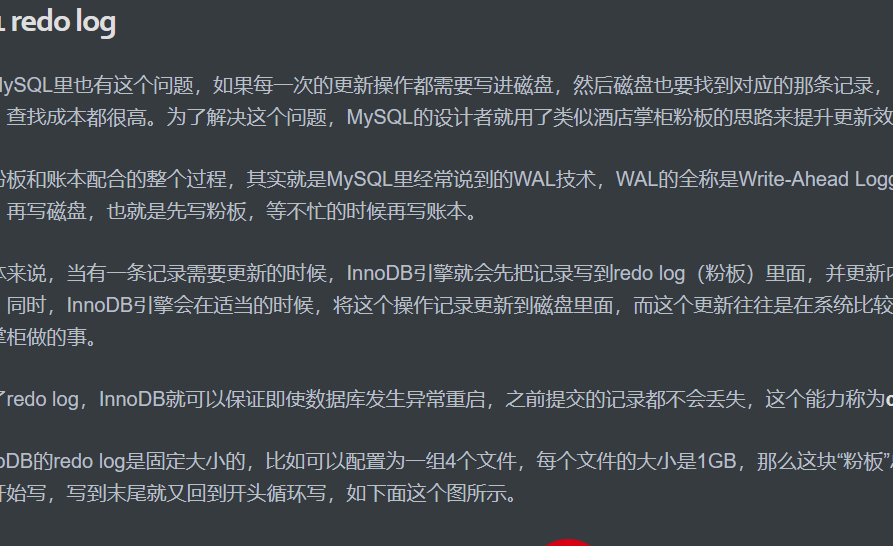 redo log
MySQL里也有这个问题，如果每一次的更新操作都需要写进磁盘，然后磁盘也要找到对应的那条记录，
查找成本都很高。为了解决这个问题，MySQL的设计者就用了类似酒店掌柜粉板的思路来提升更新效
粉板和账本配合的整个过程，其实就是MySQL里经常说到的WAL技术，WAL的全称是Write-Ahead Logg
再写磁盘，也就是先写粉板，等不忙的时候再写账本。
体来说，当有一条记录需要更新的时候，InnoDB引擎就会先把记录写到redo log（粉板）里面，并更新内
同时，InnoDB引擎会在适当的时候，将这个操作记录更新到磁盘里面，而这个更新往往是在系统比较
掌柜做的事。
了redo log，InnoDB就可以保证即使数据库发生异常重启，之前提交的记录都不会丢失，这个能力称为c
oDB的redo log是固定大小的，比如可以配置为一组4个文件，每个文件的大小是1GB，那么这块“粉板”
开始写，写到末尾就又回到开头循环写，如下面这个图所示。